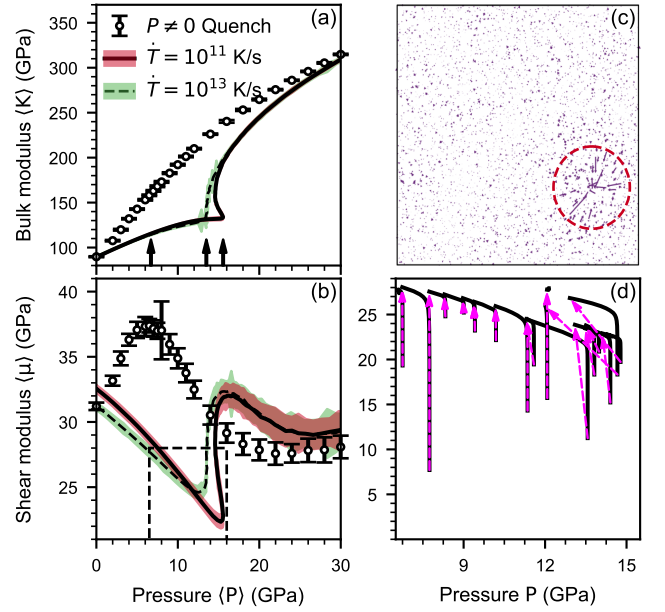 (a)
P ≠ 0 Quench
Ṫ = 10¹¹ K/s
Ṫ = 10¹³ K/s
Bulk modulus ⟨K⟩ (GPa)
350
300
250
200
150
100
(c)
(b)
Shear modulus ⟨μ⟩ (GPa)
40
35
30
25
0
10
20
30
Pressure ⟨P⟩ (GPa)
(d)
25
20
15
10
5
9
12
15
Pressure P (GPa)